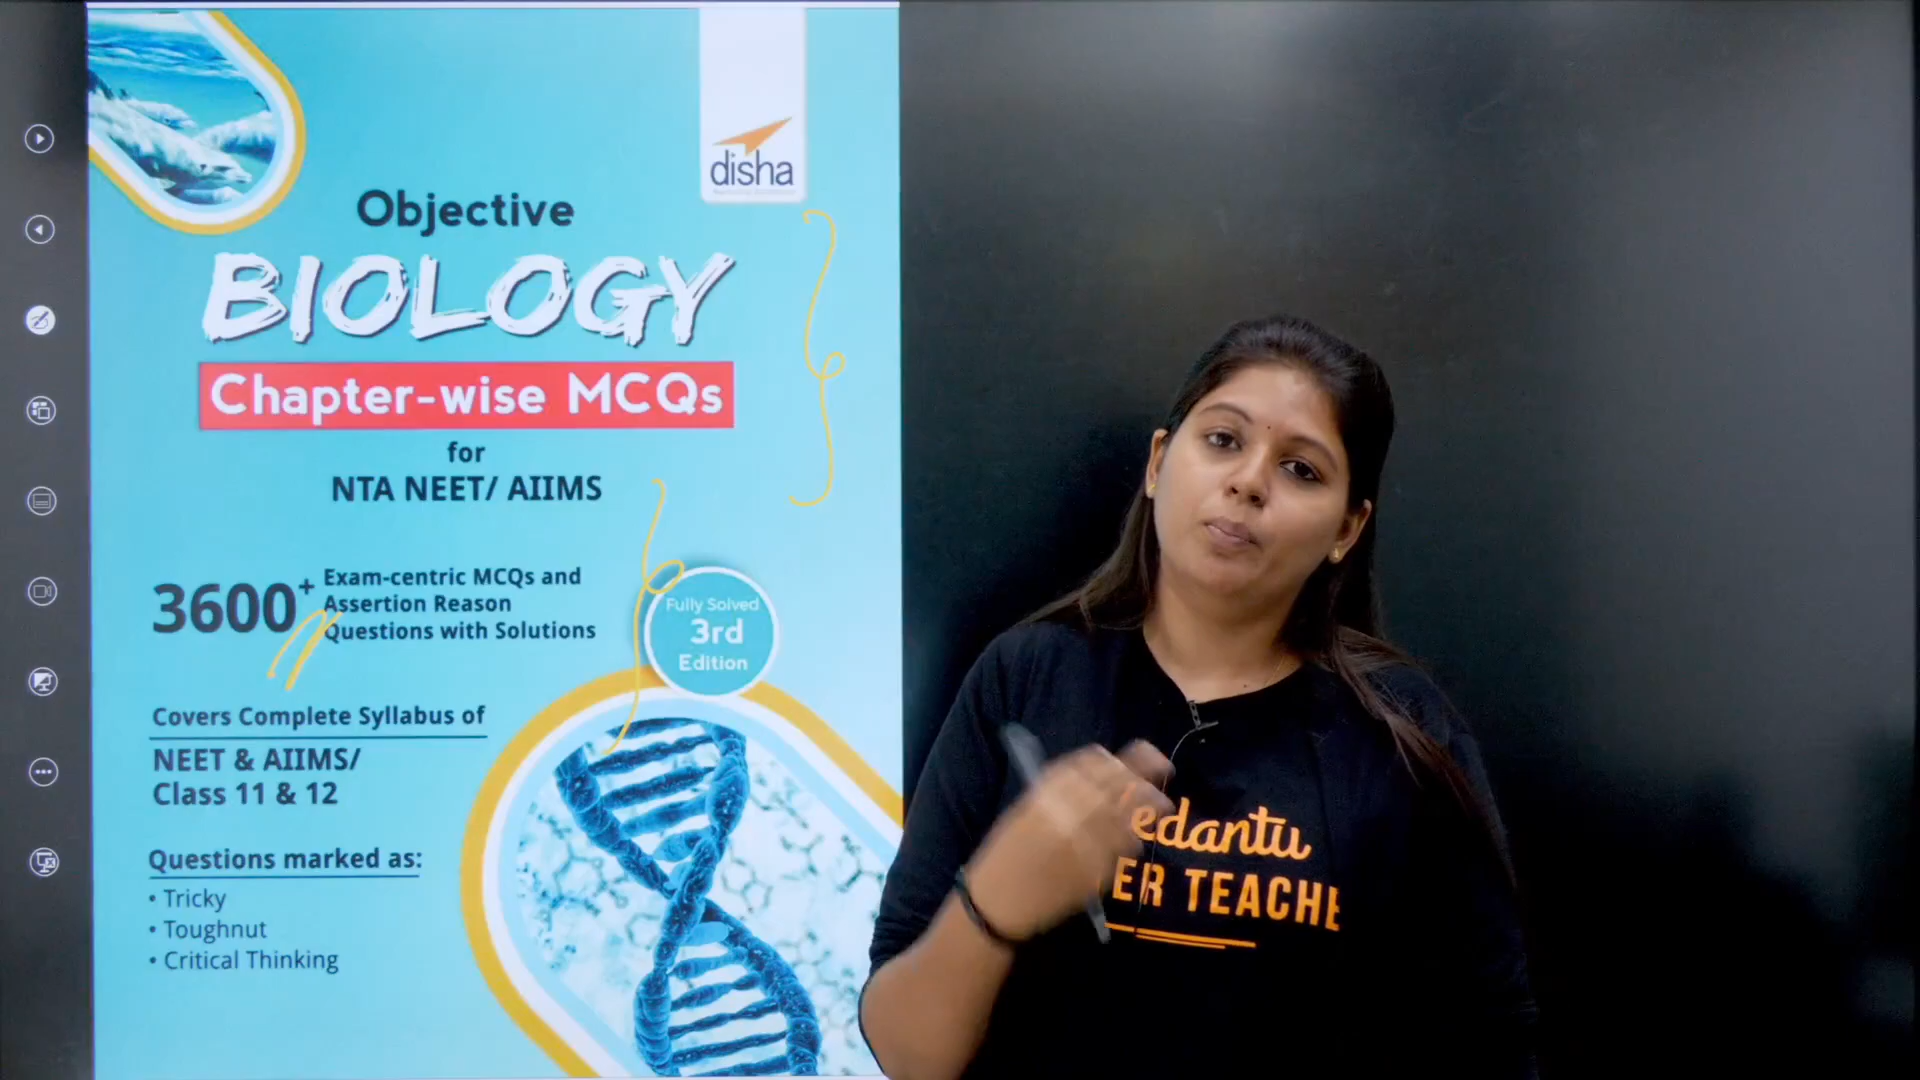 disha
Objective
BIOLOGY
Chapter-wise MCQs
for
NTA NEET/ AIIMS
3600+
Exam-centric MCQs and
Assertion Reason
Questions with Solutions
Fully Solved
3rd
Edition
Covers Complete Syllabus of
NEET & AIIMS/
Class 11 & 12
Questions marked as:
• Tricky
• Toughnut
• Critical Thinking
edantu
ER TEACHE